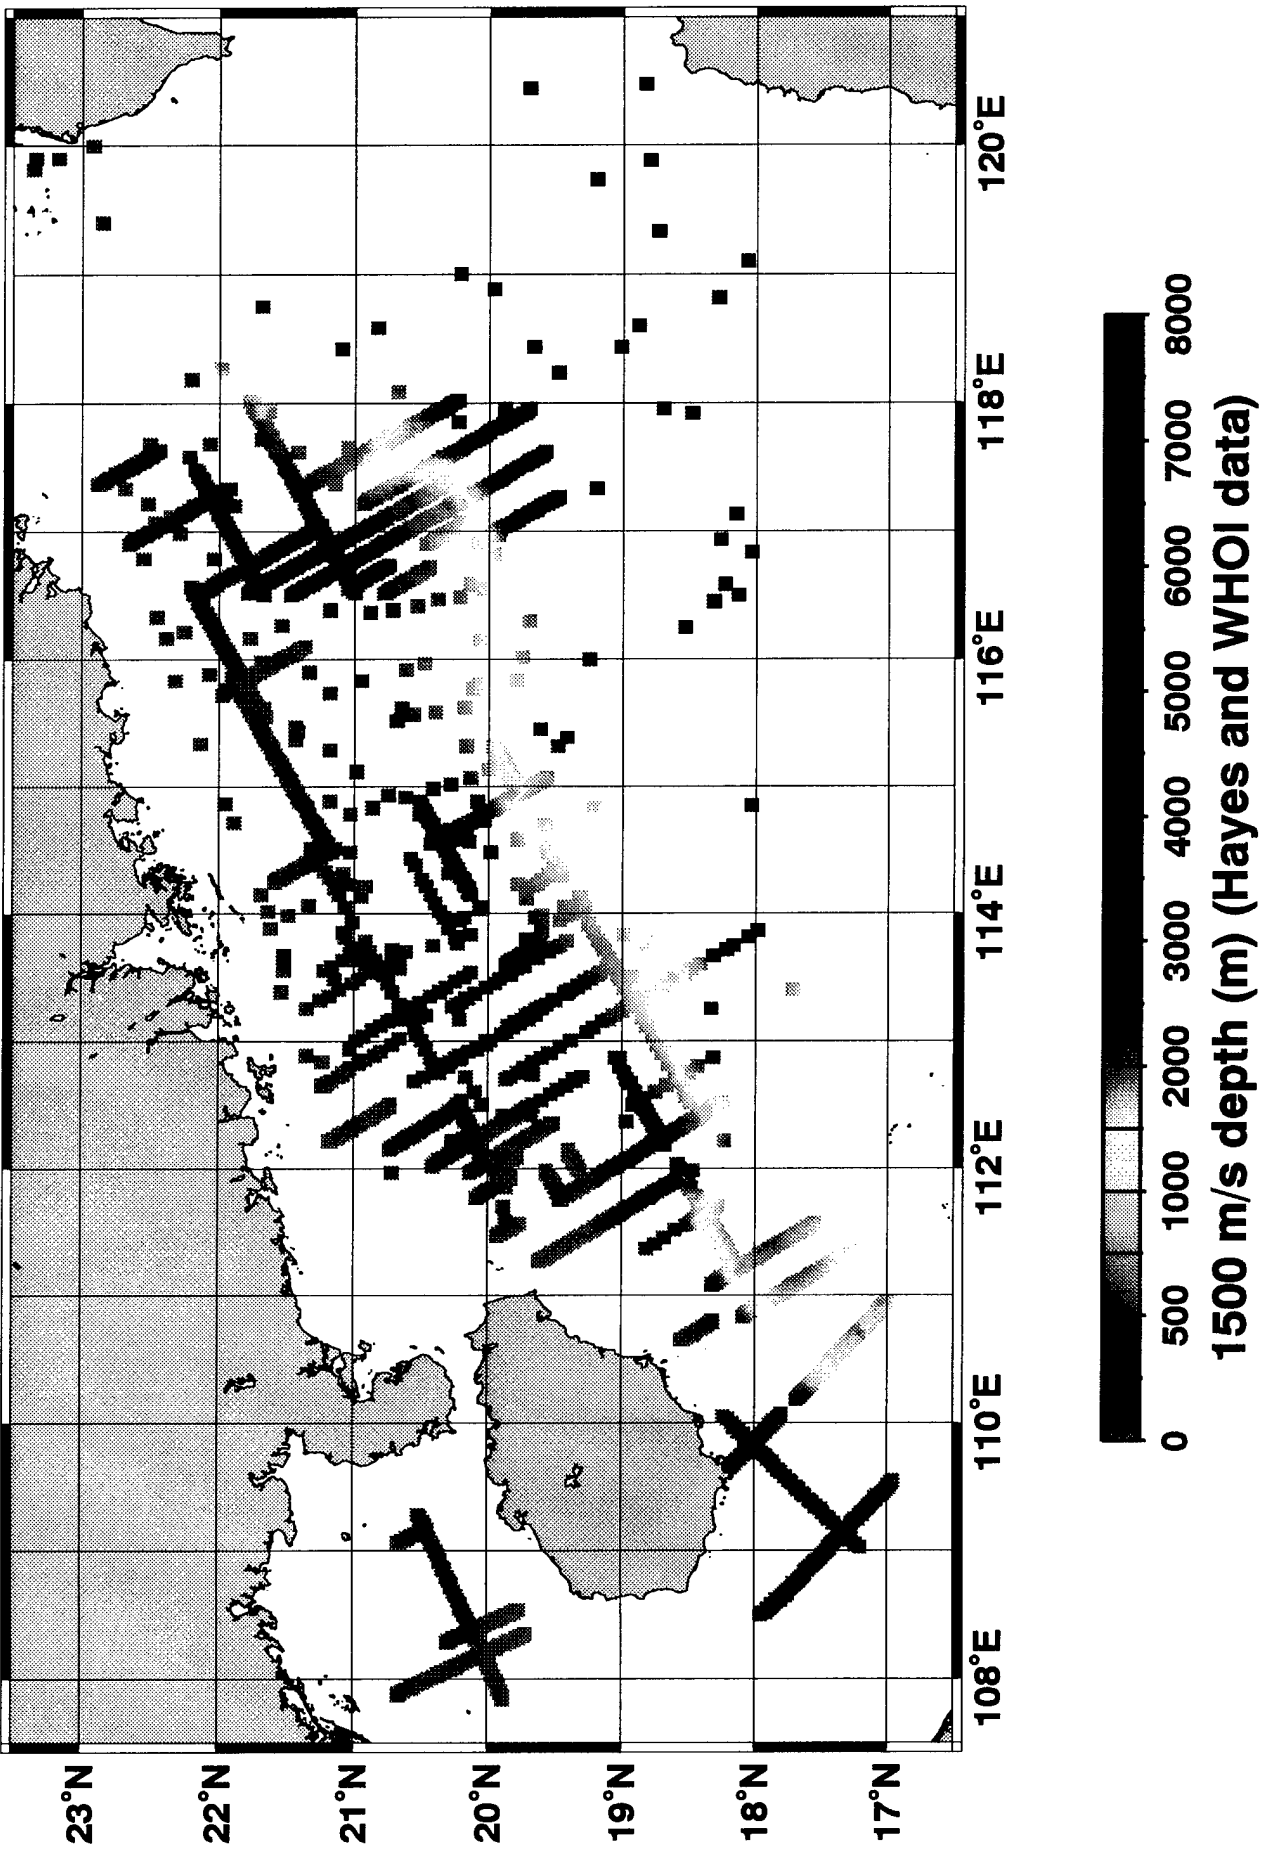 23°N
22°N
21°N
20°N
19°N
18°N
17°N
108°E
110°E
112°E
114°E
116°E
118°E
120°E
0
500
1000
2000
3000
4000
5000
6000
7000
8000
1500 m/s depth (m) (Hayes and WHOI data)